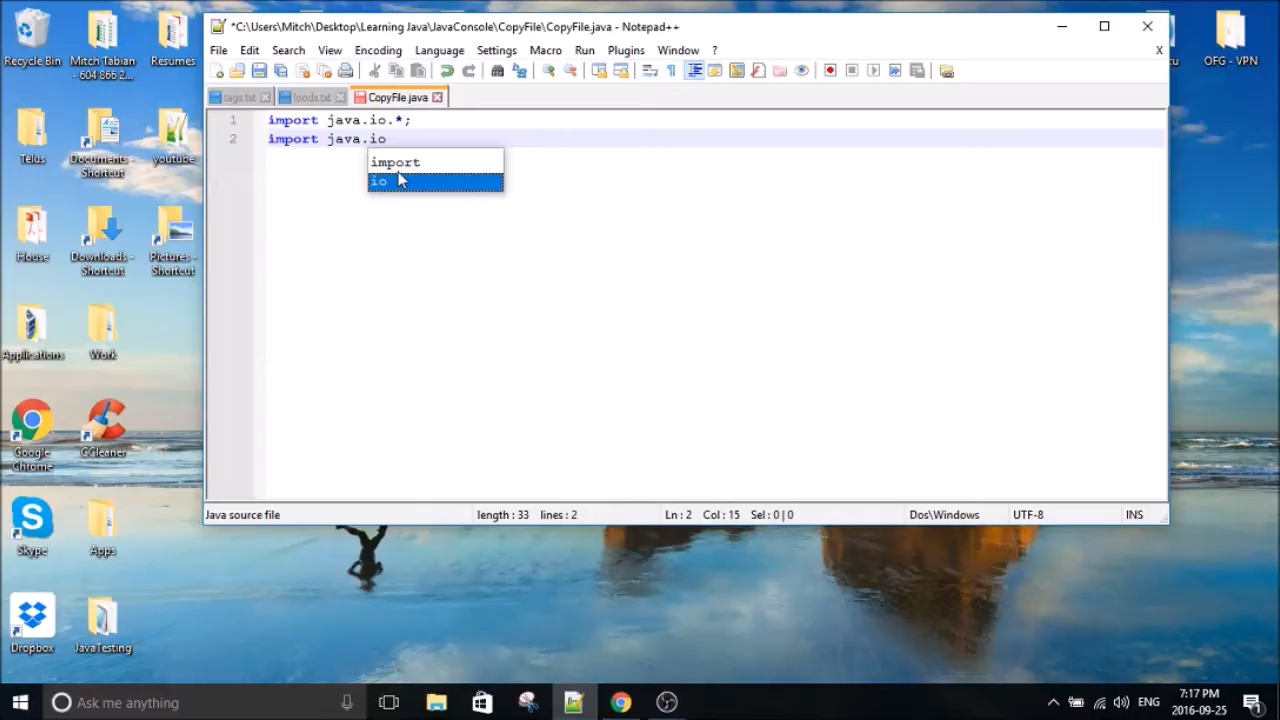 *C:\Users\Mitch\Desktop\Learning Java\JavaConsole\CopyFile\CopyFile.java - Notepad++
File Edit Search View Encoding Language Settings Macro Run Plugins Window ? X
tags.txt foods.txt CopyFile.java
1 import java.io.*;
2 import java.io
import
io
Java source file length : 33 lines : 2 Ln : 2 Col : 15 Sel : 0 | 0 Dos\Windows UTF-8 INS
Recycle Bin
Mitch Tabian
- 604 866 2...
Resumes
OFG - VPN
Telus
Documents -
Shortcut
youtube
House
Downloads -
Shortcut
Pictures -
Shortcut
Applications
Work
Google
Chrome
CCleaner
Skype
Apps
Dropbox
JavaTesting
Ask me anything
ENG
7:17 PM
2016-09-25
1